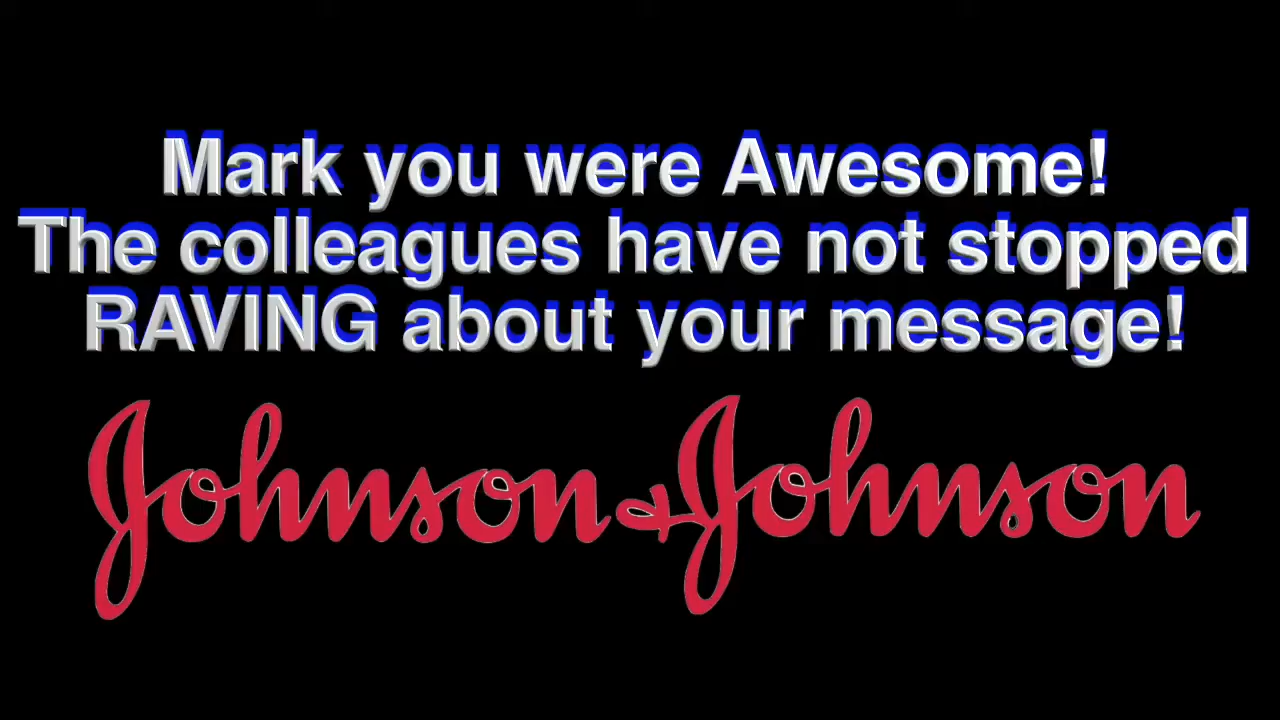 Mark you were Awesome!
The colleagues have not stopped
RAVING about your message!
Johnson & Johnson